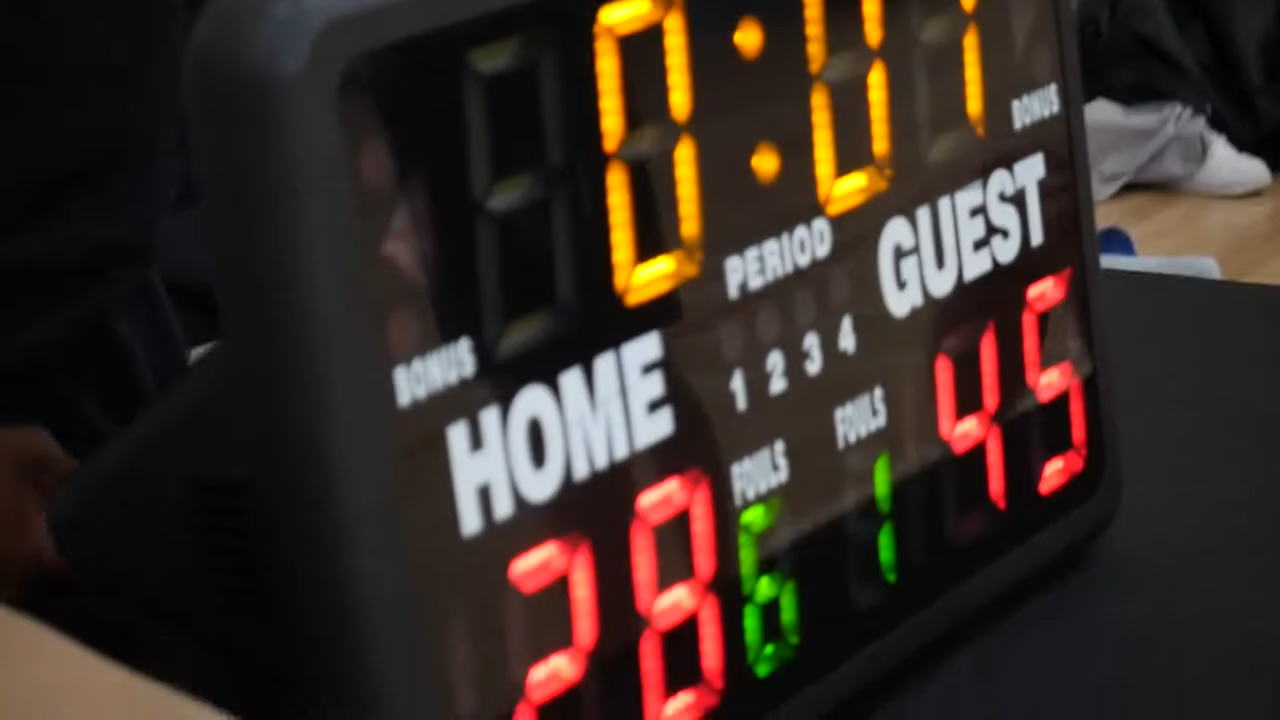 0:01
BONUS
PERIOD
GUEST
BONUS
HOME
1 2 3 4
FOULS
FOULS
45
28
6
1